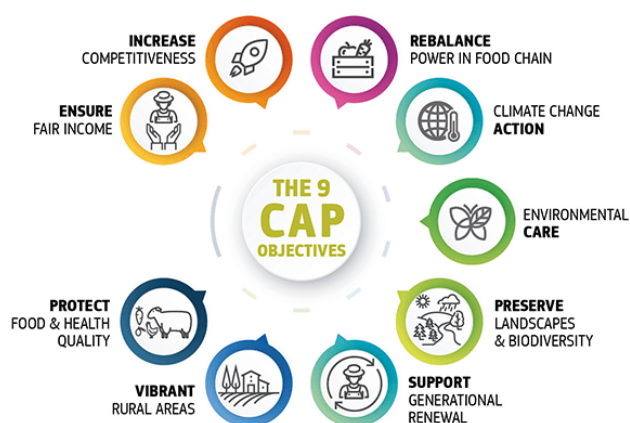 THE 9
CAP
OBJECTIVES
ENSURE
FAIR INCOME
INCREASE
COMPETITIVENESS
REBALANCE
POWER IN FOOD CHAIN
CLIMATE CHANGE
ACTION
ENVIRONMENTAL
CARE
PRESERVE
LANDSCAPES
& BIODIVERSITY
SUPPORT
GENERATIONAL
RENEWAL
VIBRANT
RURAL AREAS
PROTECT
FOOD & HEALTH
QUALITY